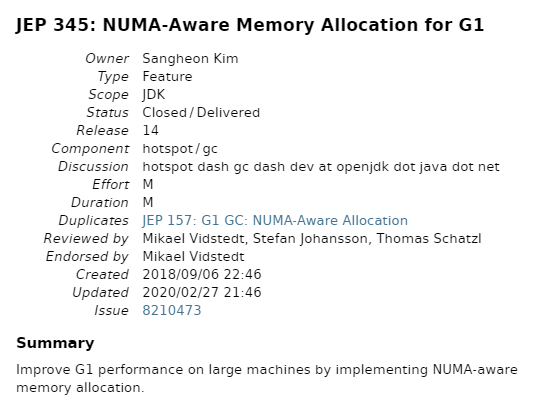 JEP 345: NUMA-Aware Memory Allocation for G1
Owner Sangheon Kim
Type Feature
Scope JDK
Status Closed / Delivered
Release 14
Component hotspot / gc
Discussion hotspot dash gc dash dev at openjdk dot java dot net
Effort M
Duration M
Duplicates JEP 157: G1 GC: NUMA-Aware Allocation
Reviewed by Mikael Vidstedt, Stefan Johansson, Thomas Schatzl
Endorsed by Mikael Vidstedt
Created 2018/09/06 22:46
Updated 2020/02/27 21:46
Issue 8210473
Summary
Improve G1 performance on large machines by implementing NUMA-aware
memory allocation.